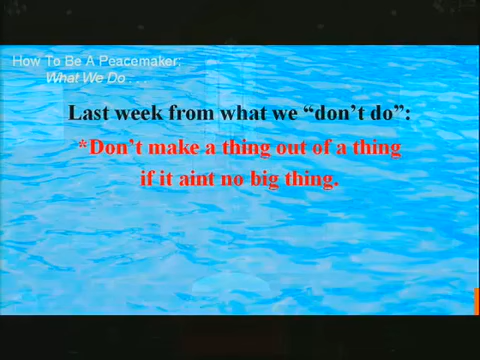 How To Be A Peacemaker;
What We Do
Last week from what we “don’t do”:
*Don’t make a thing out of a thing
if it aint no big thing.